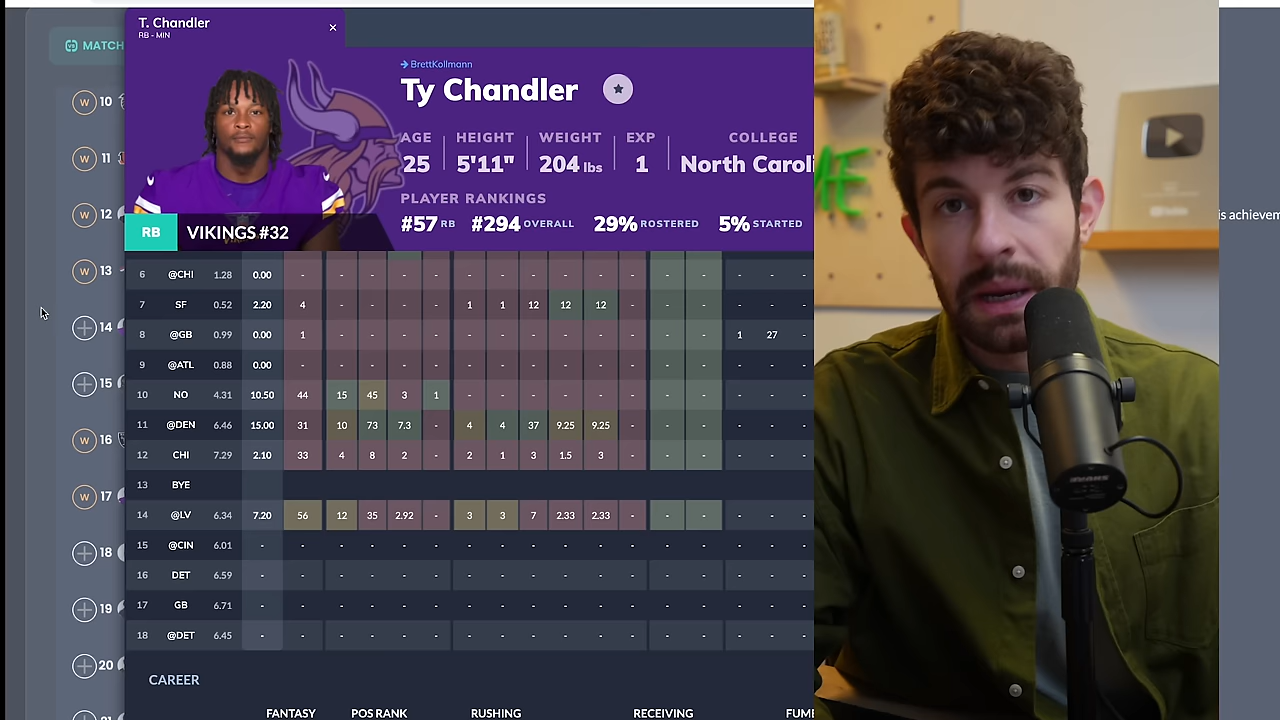 T. Chandler
RB - MIN
×
MATCH
BrettKollmann
Ty Chandler
AGE HEIGHT WEIGHT EXP COLLEGE
25 5'11" 204 lbs 1 North Caroli
PLAYER RANKINGS
#57 RB #294 OVERALL 29% ROSTERED 5% STARTED
RB VIKINGS #32
W 10
W 11
W 12
W 13
14
15
W 16
W 17
18
19
20
6 @CHI 1.28 0.00 - - - - - - - - - - - - - - -
7 SF 0.52 2.20 4 - - - - 1 1 12 12 12 - - - - - -
8 @GB 0.99 0.00 1 - - - - - - - - - - - - 1 27 -
9 @ATL 0.88 0.00 - - - - - - - - - - - - - - - -
10 NO 4.31 10.50 44 15 45 3 1 - - - - - - - - - - -
11 @DEN 6.46 15.00 31 10 73 7.3 - 4 4 37 9.25 9.25 - - - - - -
12 CHI 7.29 2.10 33 4 8 2 - 2 1 3 1.5 3 - - - - - -
13 BYE
14 @LV 6.34 7.20 56 12 35 2.92 - 3 3 7 2.33 2.33 - - - - - -
15 @CIN 6.01 - - - - - - - - - - - - - - - - -
16 DET 6.59 - - - - - - - - - - - - - - - - -
17 GB 6.71 - - - - - - - - - - - - - - - - -
18 @DET 6.45 - - - - - - - - - - - - - - - - -
CAREER
FANTASY POS RANK RUSHING RECEIVING FUM
ME
is achievem